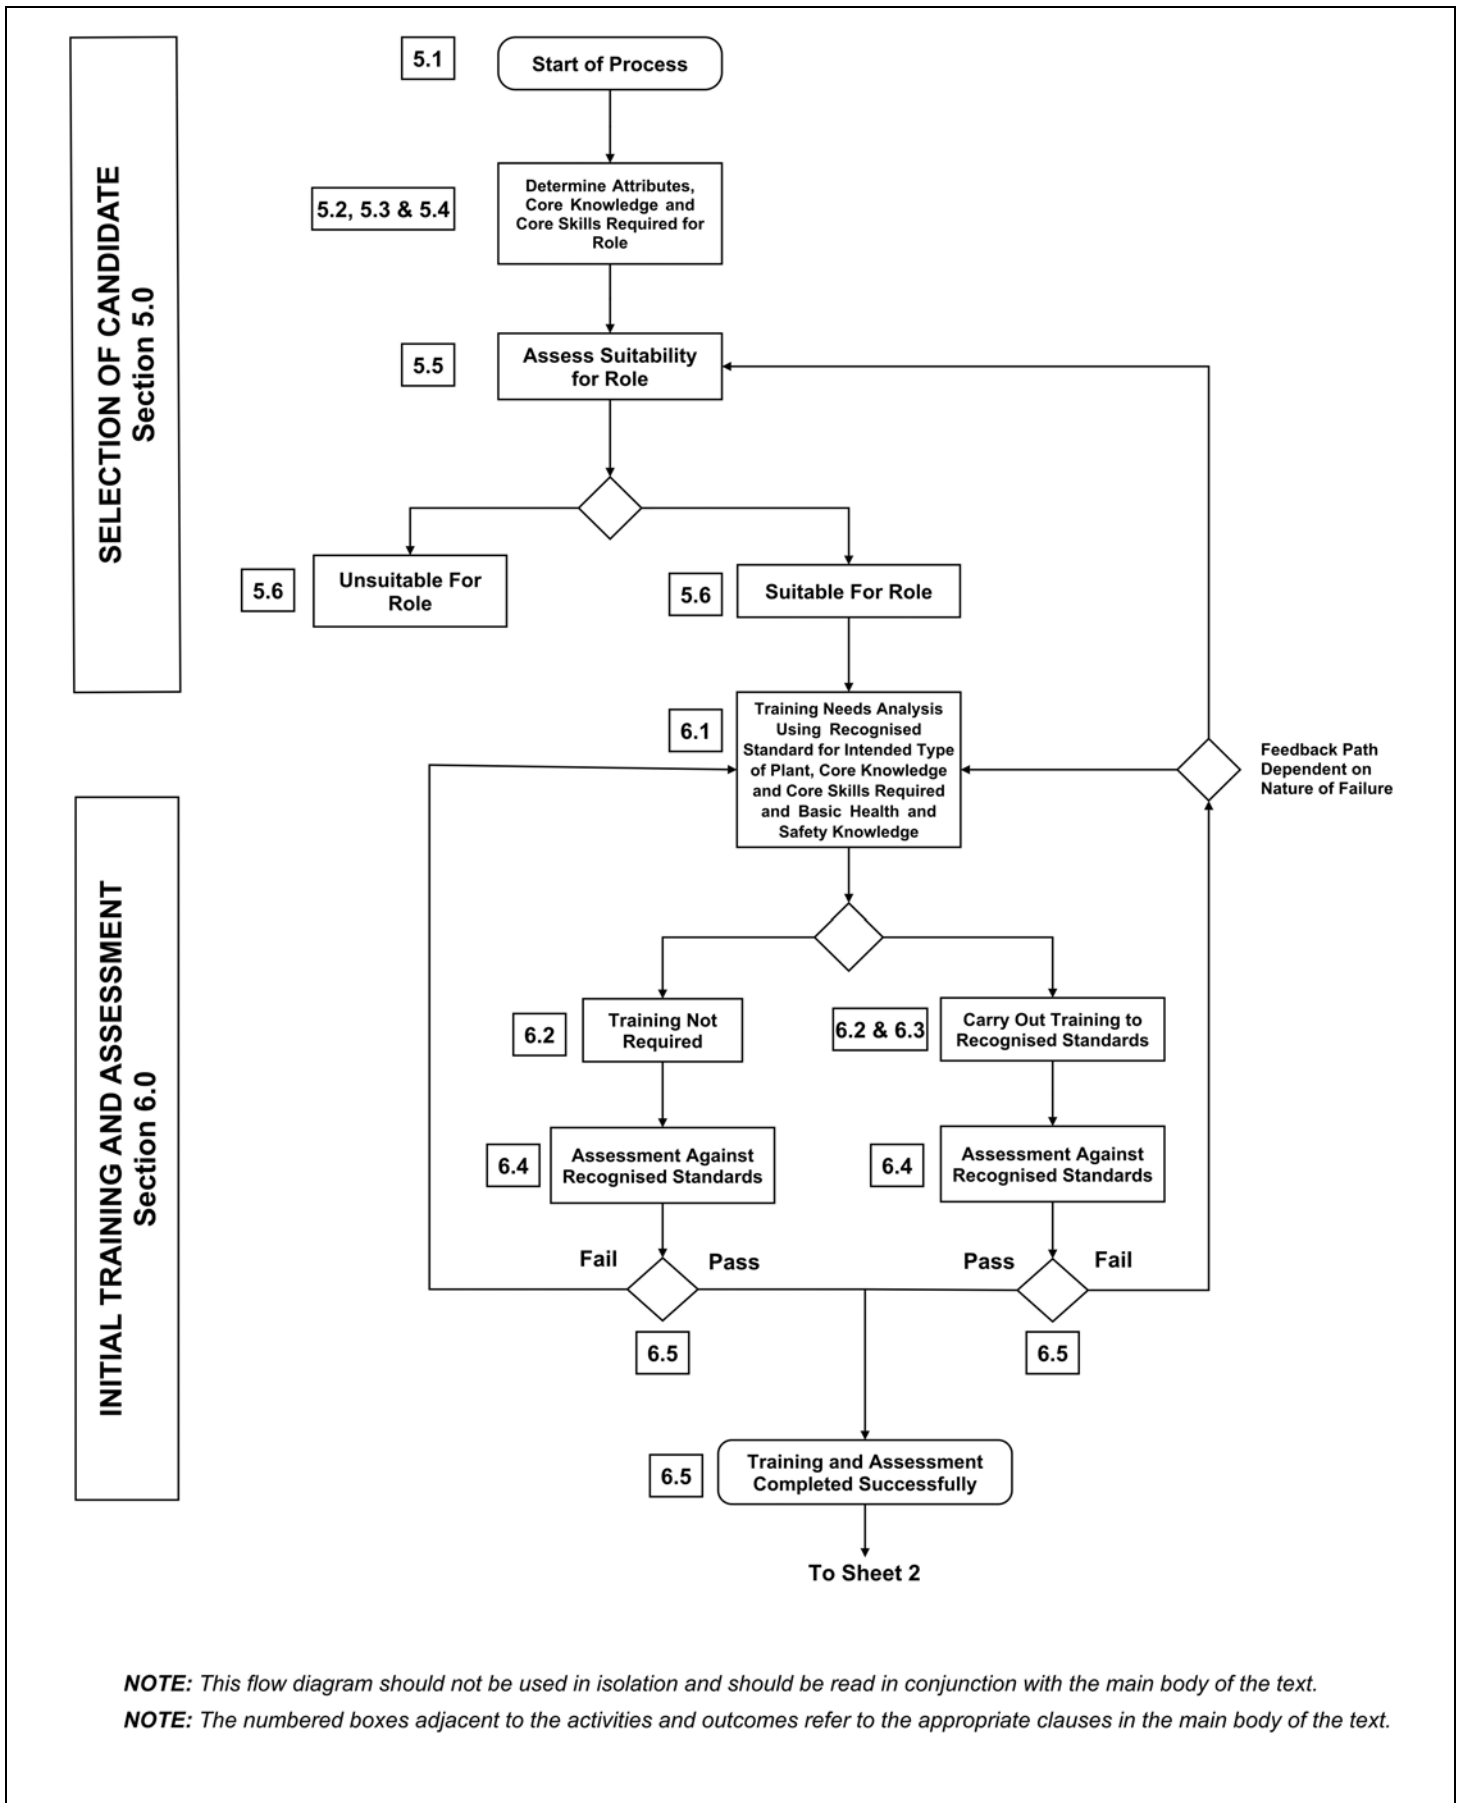 SELECTION OF CANDIDATE
Section 5.0
5.1
Start of Process
5.2, 5.3 & 5.4
Determine Attributes,
Core Knowledge and
Core Skills Required for
Role
5.5
Assess Suitability
for Role
5.6
Unsuitable For
Role
5.6
Suitable For Role
6.1
Training Needs Analysis
Using Recognised
Standard for Intended Type
of Plant, Core Knowledge
and Core Skills Required
and Basic Health and
Safety Knowledge
Feedback Path
Dependent on
Nature of Failure
INITIAL TRAINING AND ASSESSMENT
Section 6.0
6.2
Training Not
Required
6.2 & 6.3
Carry Out Training to
Recognised Standards
6.4
Assessment Against
Recognised Standards
6.4
Assessment Against
Recognised Standards
Fail
Pass
Pass
Fail
6.5
6.5
6.5
Training and Assessment
Completed Successfully
To Sheet 2
NOTE: This flow diagram should not be used in isolation and should be read in conjunction with the main body of the text.
NOTE: The numbered boxes adjacent to the activities and outcomes refer to the appropriate clauses in the main body of the text.